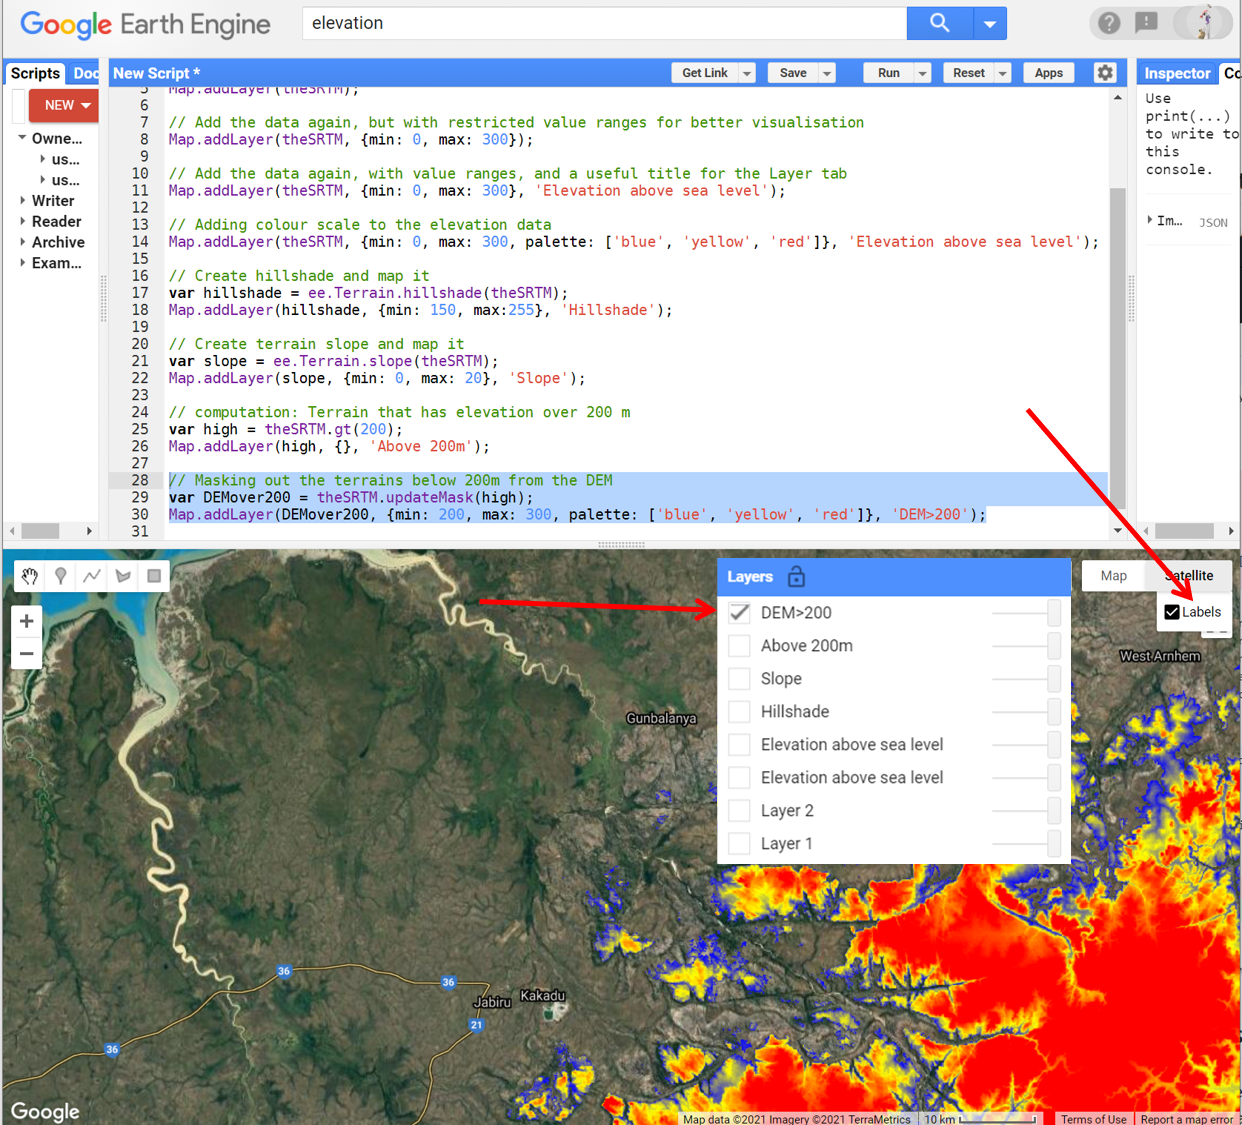 Google Earth Engine
elevation
Scripts
Doc
New Script *
Get Link
Save
Run
Reset
Apps
Inspector
Co
NEW
Owne...
us...
us...
Writer
Reader
Archive
Exam...
5 Map.addLayer(theSRTM);
6
7 // Add the data again, but with restricted value ranges for better visualisation
8 Map.addLayer(theSRTM, {min: 0, max: 300});
9
10 // Add the data again, with value ranges, and a useful title for the Layer tab
11 Map.addLayer(theSRTM, {min: 0, max: 300}, 'Elevation above sea level');
12
13 // Adding colour scale to the elevation data
14 Map.addLayer(theSRTM, {min: 0, max: 300, palette: ['blue', 'yellow', 'red']}, 'Elevation above sea level');
15
16 // Create hillshade and map it
17 var hillshade = ee.Terrain.hillshade(theSRTM);
18 Map.addLayer(hillshade, {min: 150, max:255}, 'Hillshade');
19
20 // Create terrain slope and map it
21 var slope = ee.Terrain.slope(theSRTM);
22 Map.addLayer(slope, {min: 0, max: 20}, 'Slope');
23
24 // computation: Terrain that has elevation over 200 m
25 var high = theSRTM.gt(200);
26 Map.addLayer(high, {}, 'Above 200m');
27
28 // Masking out the terrains below 200m from the DEM
29 var DEMover200 = theSRTM.updateMask(high);
30 Map.addLayer(DEMover200, {min: 200, max: 300, palette: ['blue', 'yellow', 'red']}, 'DEM>200');
31
Use
print(...)
to write to
this
console.
Im...
JSON
Layers
DEM>200
Above 200m
Slope
Hillshade
Elevation above sea level
Elevation above sea level
Layer 2
Layer 1
Map
Satellite
Labels
West Arnhem
Gunbalanya
36
36
Jabiru
Kakadu
21
36
Google
Map data ©2021 Imagery ©2021 TerraMetrics
10 km
Terms of Use
Report a map error